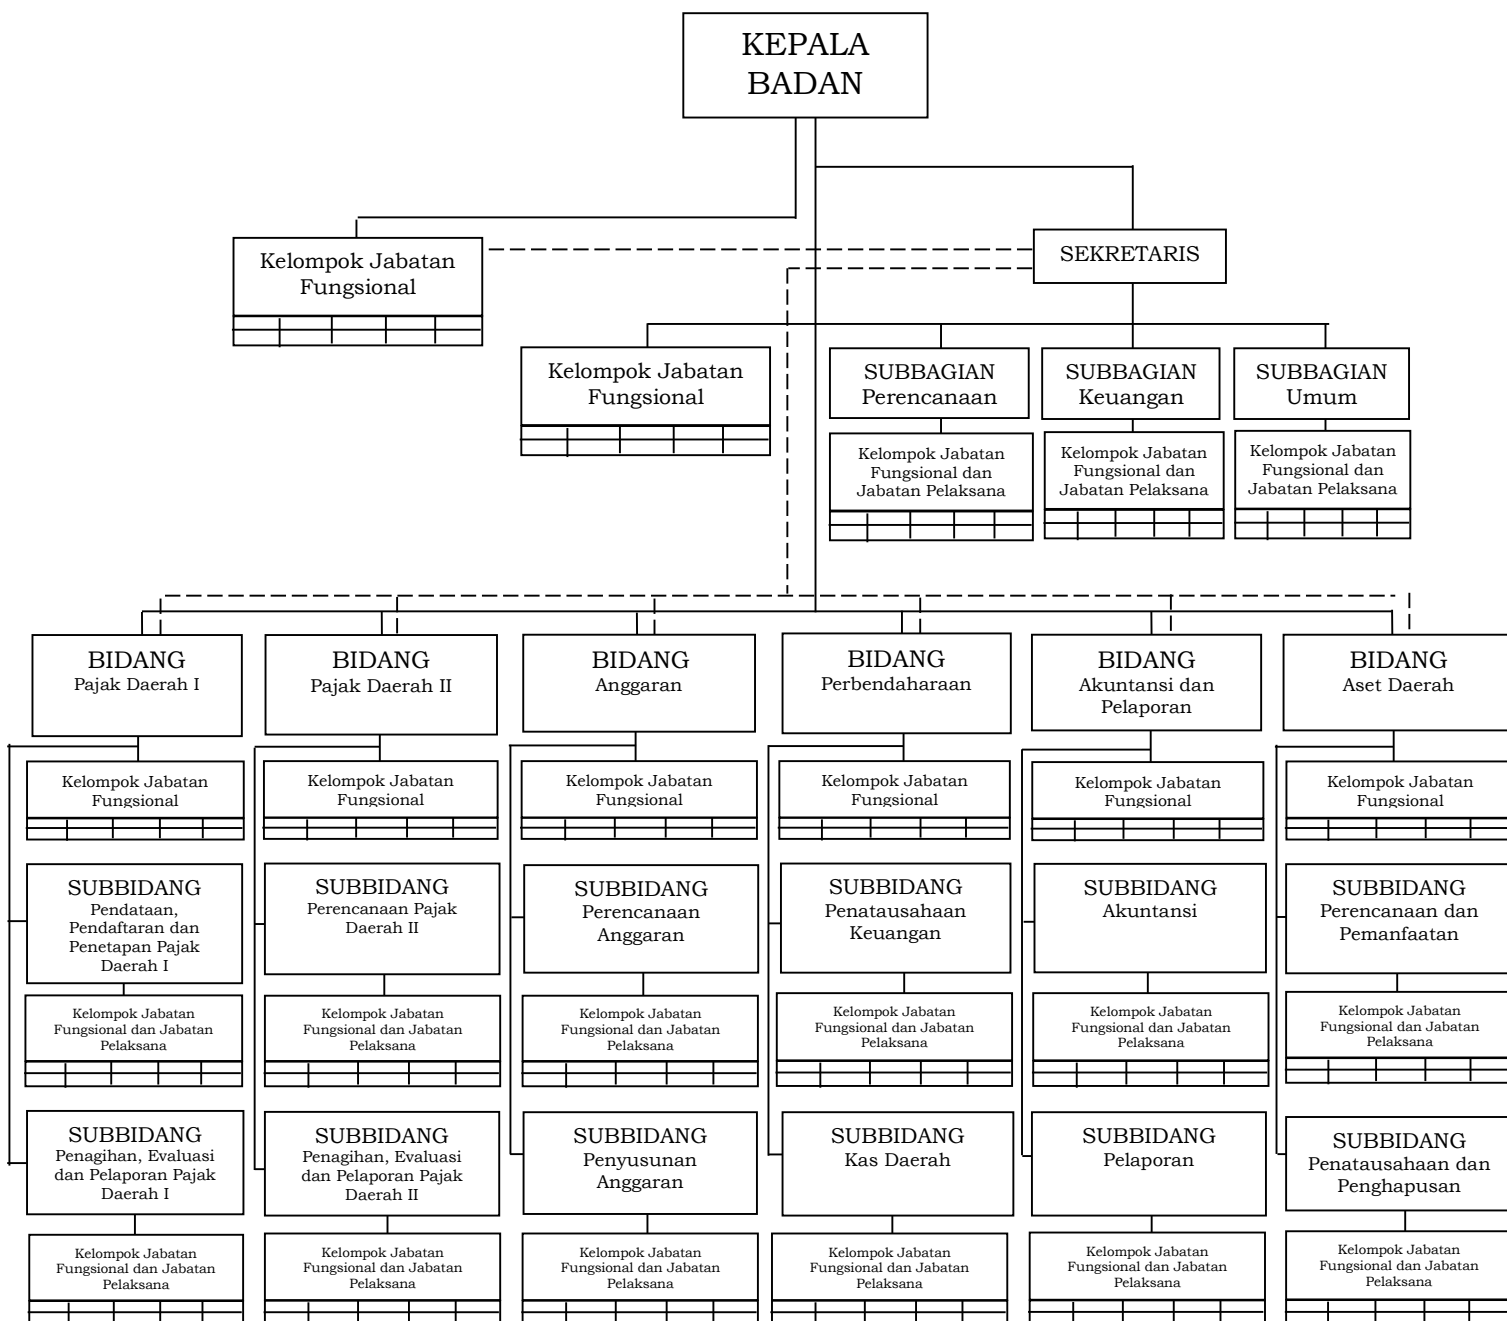 KEPALA
BADAN
Kelompok Jabatan
Fungsional
SEKRETARIS
Kelompok Jabatan
Fungsional
SUBBAGIAN
Perencanaan
SUBBAGIAN
Keuangan
SUBBAGIAN
Umum
Kelompok Jabatan
Fungsional dan
Jabatan Pelaksana
Kelompok Jabatan
Fungsional dan
Jabatan Pelaksana
Kelompok Jabatan
Fungsional dan
Jabatan Pelaksana
BIDANG
Pajak Daerah I
BIDANG
Pajak Daerah II
BIDANG
Anggaran
BIDANG
Perbendaharaan
BIDANG
Akuntansi dan
Pelaporan
BIDANG
Aset Daerah
Kelompok Jabatan
Fungsional
Kelompok Jabatan
Fungsional
Kelompok Jabatan
Fungsional
Kelompok Jabatan
Fungsional
Kelompok Jabatan
Fungsional
Kelompok Jabatan
Fungsional
SUBBIDANG
Pendataan,
Pendaftaran dan
Penetapan Pajak
Daerah I
SUBBIDANG
Perencanaan Pajak
Daerah II
SUBBIDANG
Perencanaan
Anggaran
SUBBIDANG
Penatausahaan
Keuangan
SUBBIDANG
Akuntansi
SUBBIDANG
Perencanaan dan
Pemanfaatan
Kelompok Jabatan
Fungsional dan Jabatan
Pelaksana
Kelompok Jabatan
Fungsional dan Jabatan
Pelaksana
Kelompok Jabatan
Fungsional dan Jabatan
Pelaksana
Kelompok Jabatan
Fungsional dan Jabatan
Pelaksana
Kelompok Jabatan
Fungsional dan Jabatan
Pelaksana
Kelompok Jabatan
Fungsional dan Jabatan
Pelaksana
SUBBIDANG
Penagihan, Evaluasi
dan Pelaporan Pajak
Daerah I
SUBBIDANG
Penagihan, Evaluasi
dan Pelaporan Pajak
Daerah II
SUBBIDANG
Penyusunan
Anggaran
SUBBIDANG
Kas Daerah
SUBBIDANG
Pelaporan
SUBBIDANG
Penatausahaan dan
Penghapusan
Kelompok Jabatan
Fungsional dan Jabatan
Pelaksana
Kelompok Jabatan
Fungsional dan Jabatan
Pelaksana
Kelompok Jabatan
Fungsional dan Jabatan
Pelaksana
Kelompok Jabatan
Fungsional dan Jabatan
Pelaksana
Kelompok Jabatan
Fungsional dan Jabatan
Pelaksana
Kelompok Jabatan
Fungsional dan Jabatan
Pelaksana